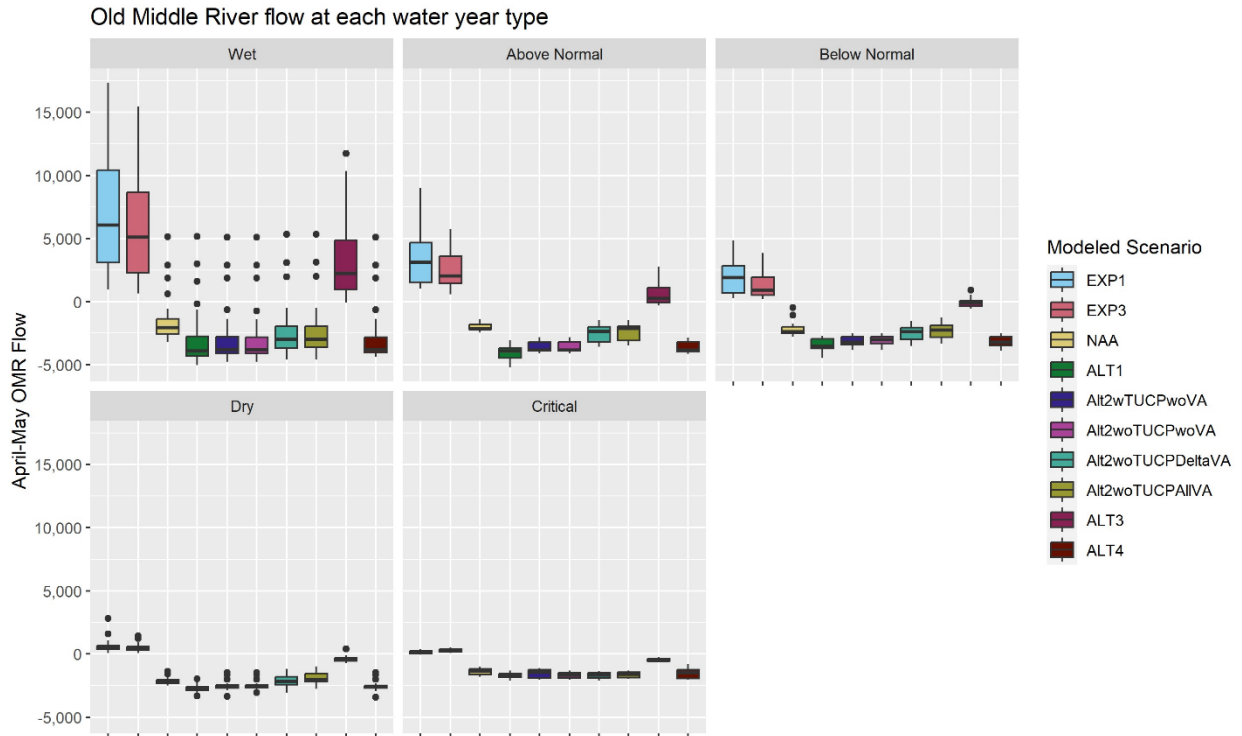 Old Middle River flow at each water year type
Wet
Above Normal
Below Normal
15,000
10,000
5,000
0
-5,000
Dry
Critical
15,000
10,000
5,000
0
-5,000
April-May OMR Flow
Modeled Scenario
EXP1
EXP3
NAA
ALT1
Alt2wTUCPwoVA
Alt2woTUCPwoVA
Alt2woTUCPDeltaVA
Alt2woTUCPAllVA
ALT3
ALT4